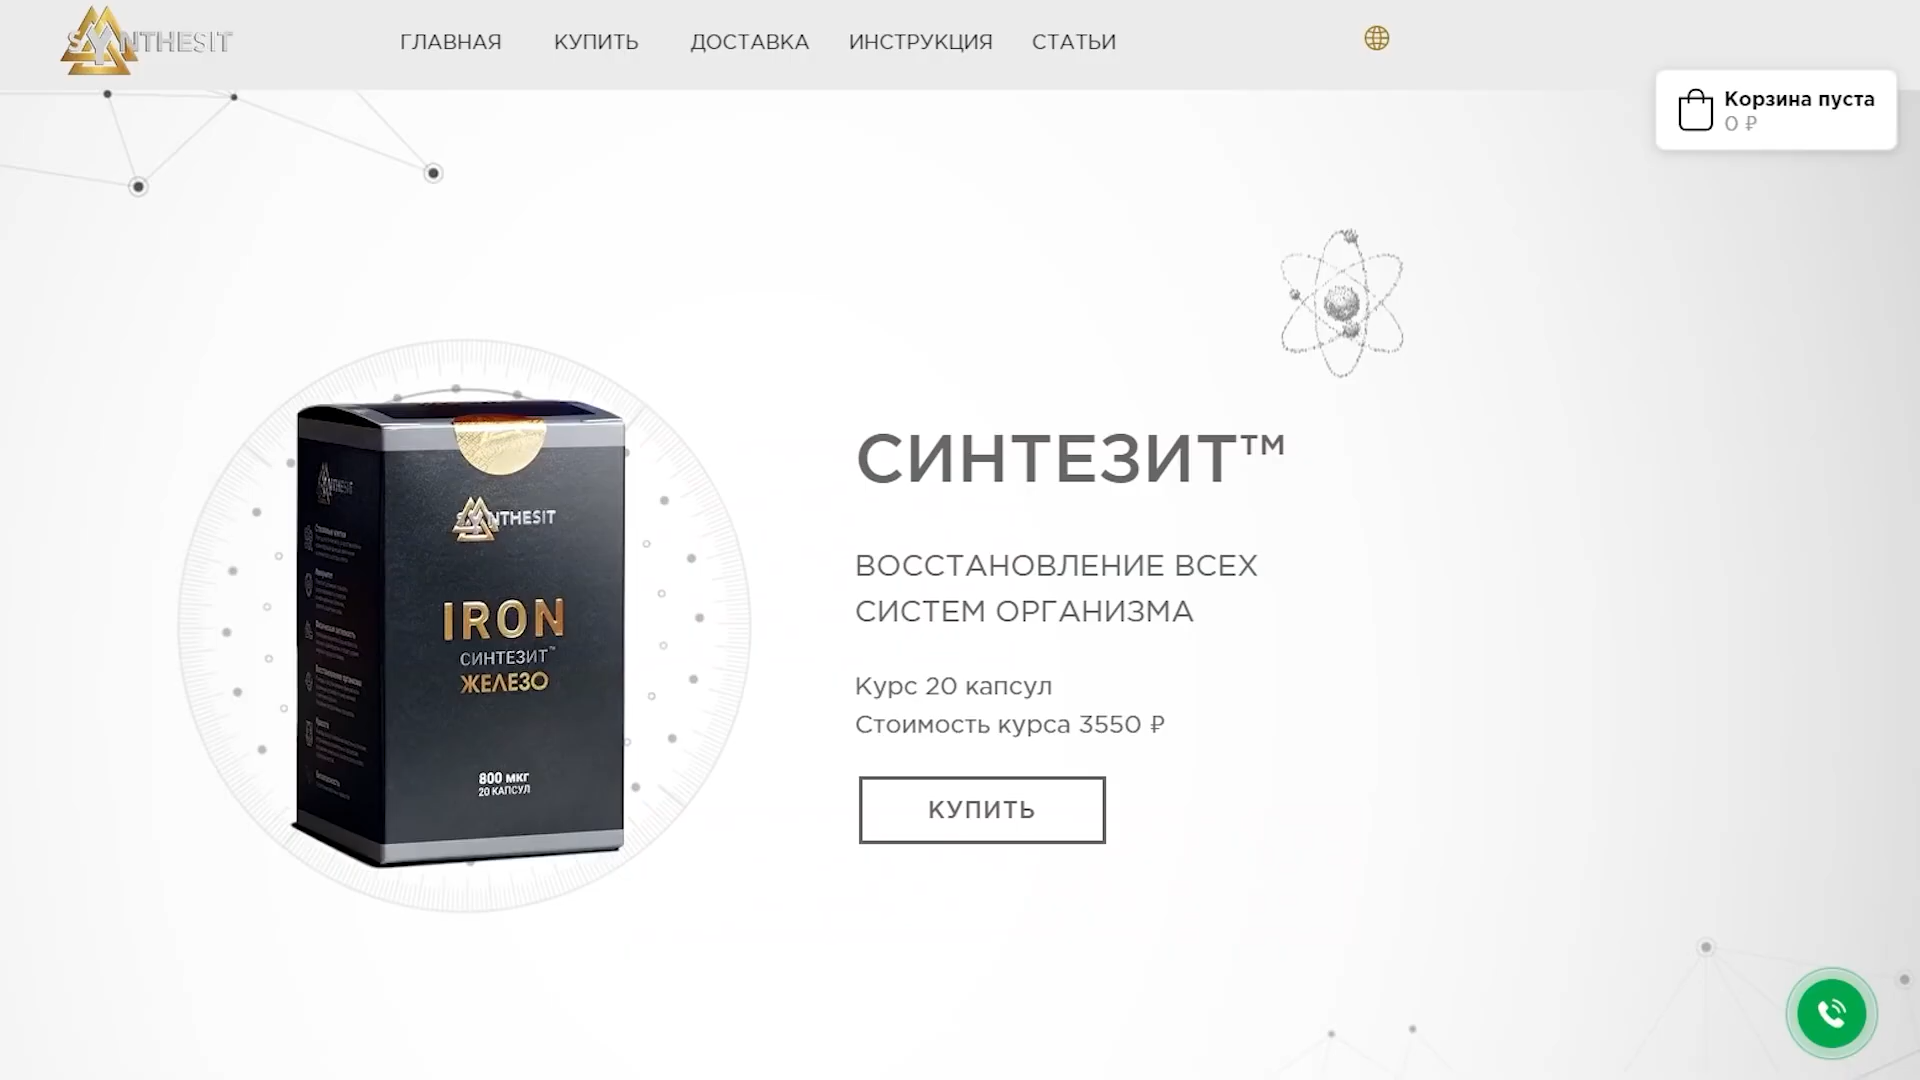 SYNTHESIT
ГЛАВНАЯ
КУПИТЬ
ДОСТАВКА
ИНСТРУКЦИЯ
СТАТЬИ
Корзина пуста
0 ₽
SYNTHESIT
IRON
СИНТЕЗИТ™
ЖЕЛЕЗО
800 мкг
20 КАПСУЛ
СИНТЕЗИТ™
ВОССТАНОВЛЕНИЕ ВСЕХ
СИСТЕМ ОРГАНИЗМА
Курс 20 капсул
Стоимость курса 3550 ₽
КУПИТЬ